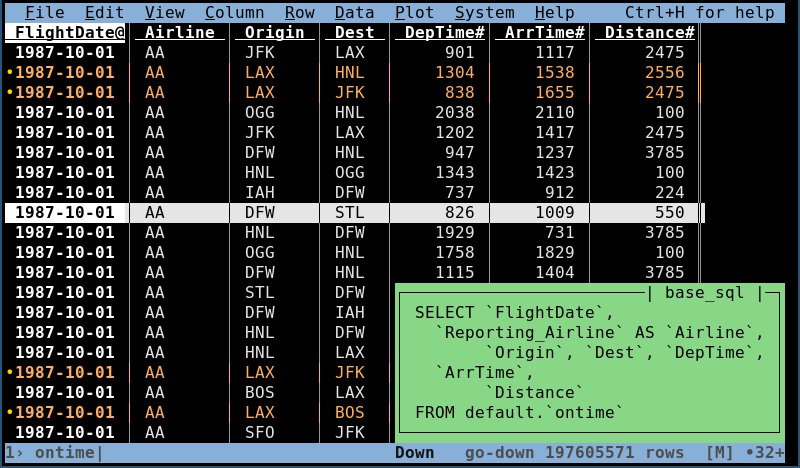 File Edit View Column Row Data Plot System Help Ctrl+H for help
FlightDate@ Airline Origin Dest DepTime# ArrTime# Distance#
1987-10-01 AA JFK LAX 901 1117 2475
•1987-10-01 AA LAX HNL 1304 1538 2556
•1987-10-01 AA LAX JFK 838 1655 2475
1987-10-01 AA OGG HNL 2038 2110 100
1987-10-01 AA JFK LAX 1202 1417 2475
1987-10-01 AA DFW HNL 947 1237 3785
1987-10-01 AA HNL OGG 1343 1423 100
1987-10-01 AA IAH DFW 737 912 224
1987-10-01 AA DFW STL 826 1009 550
1987-10-01 AA HNL DFW 1929 731 3785
1987-10-01 AA OGG HNL 1758 1829 100
1987-10-01 AA DFW HNL 1115 1404 3785
1987-10-01 AA STL DFW
1987-10-01 AA DFW IAH
1987-10-01 AA HNL DFW
1987-10-01 AA HNL LAX
•1987-10-01 AA LAX JFK
1987-10-01 AA BOS LAX
•1987-10-01 AA LAX BOS
1987-10-01 AA SFO JFK
| base_sql |
SELECT `FlightDate`,
`Reporting_Airline` AS `Airline`,
`Origin`, `Dest`, `DepTime`,
`ArrTime`,
`Distance`
FROM default.`ontime`
1› ontime| Down go-down 197605571 rows [M] •32+